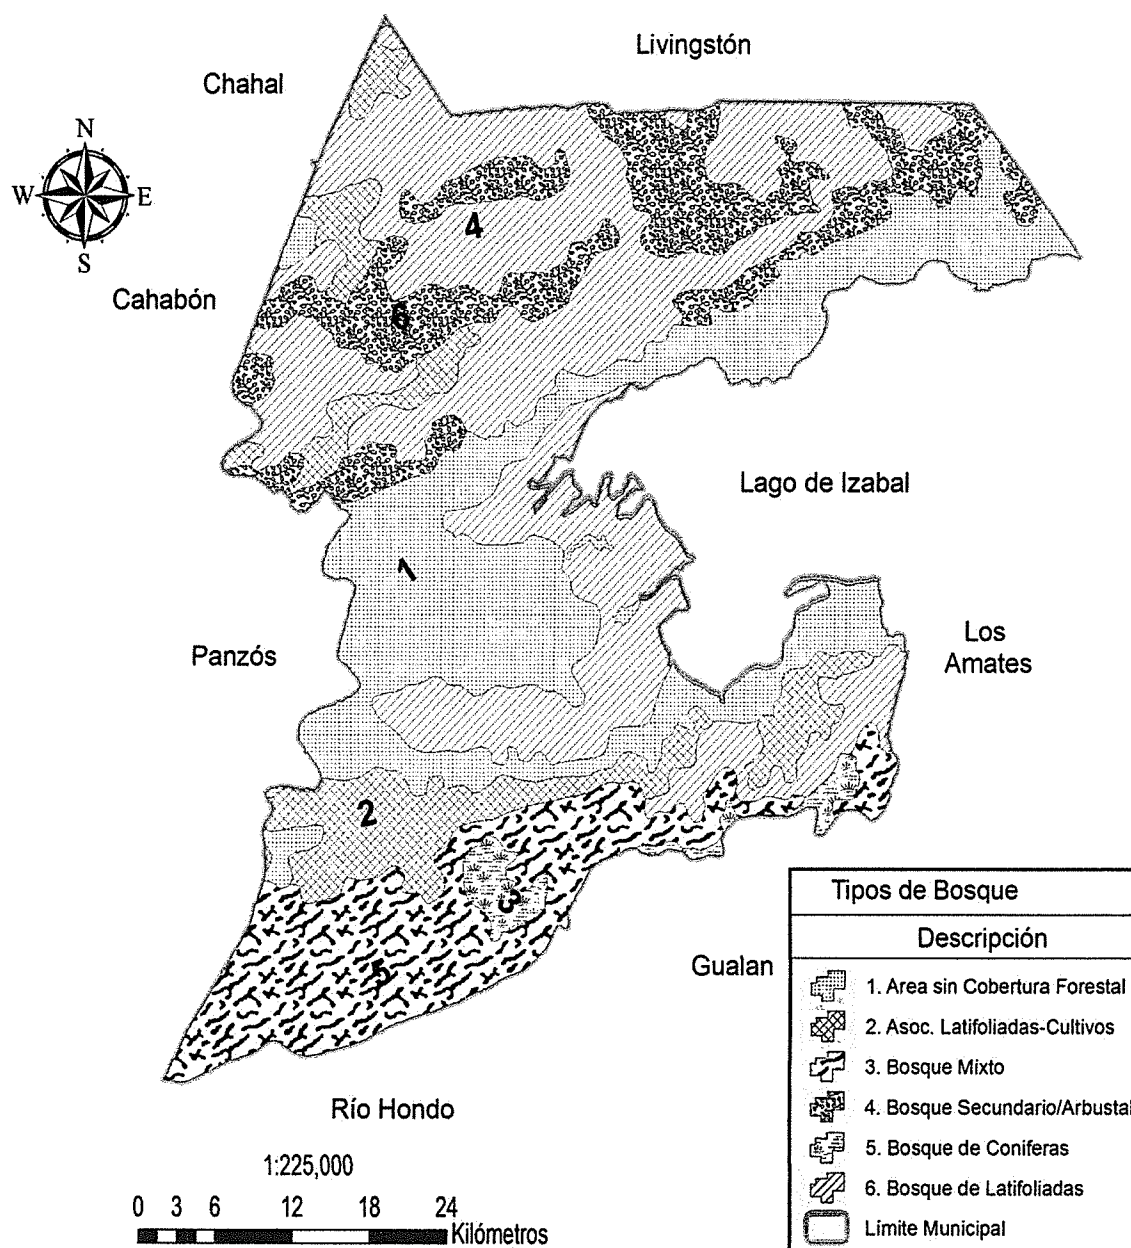 Livingstón
Chahal
N
W
E
S
4
Cahabón
6
Lago de Izabal
1
Los
Amates
Panzós
2
3
Tipos de Bosque
Descripción
Gualan
5
1. Area sin Cobertura Forestal
2. Asoc. Latifoliadas-Cultivos
3. Bosque Mixto
4. Bosque Secundario/Arbustal
5. Bosque de Coniferas
6. Bosque de Latifoliadas
Límite Municipal
Río Hondo
1:225,000
0 3 6 12 18 24
Kilómetros